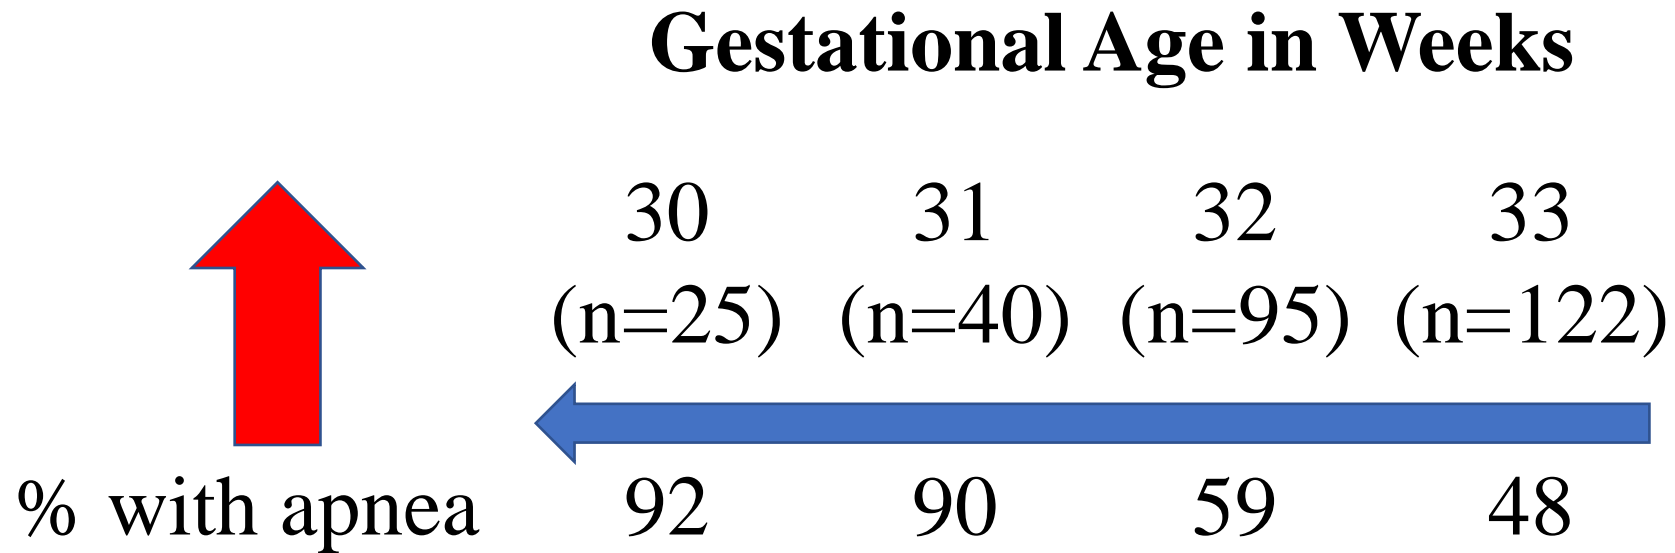 Gestational Age in Weeks
30 31 32 33
(n=25) (n=40) (n=95) (n=122)
% with apnea 92 90 59 48